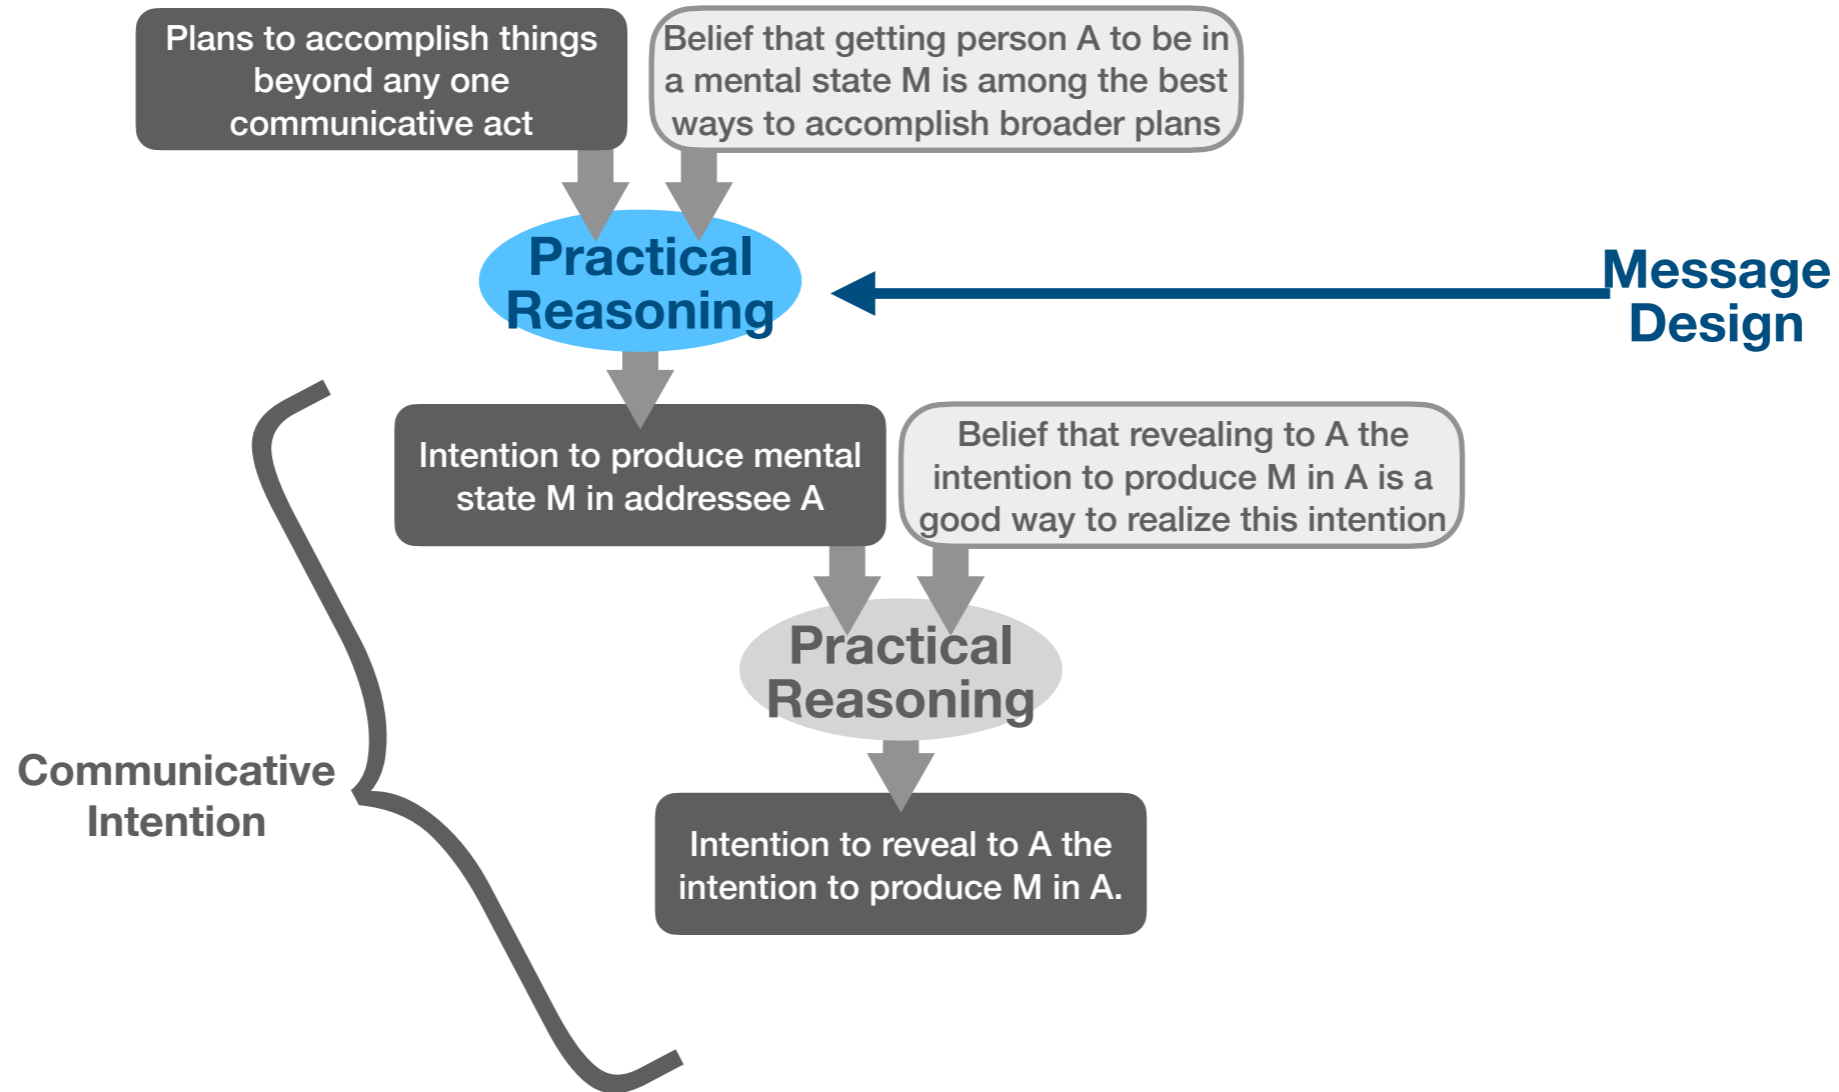 Plans to accomplish things
beyond any one
communicative act
Belief that getting person A to be in
a mental state M is among the best
ways to accomplish broader plans
Practical
Reasoning
Message
Design
Intention to produce mental
state M in addressee A
Belief that revealing to A the
intention to produce M in A is a
good way to realize this intention
Practical
Reasoning
Communicative
Intention
Intention to reveal to A the
intention to produce M in A.